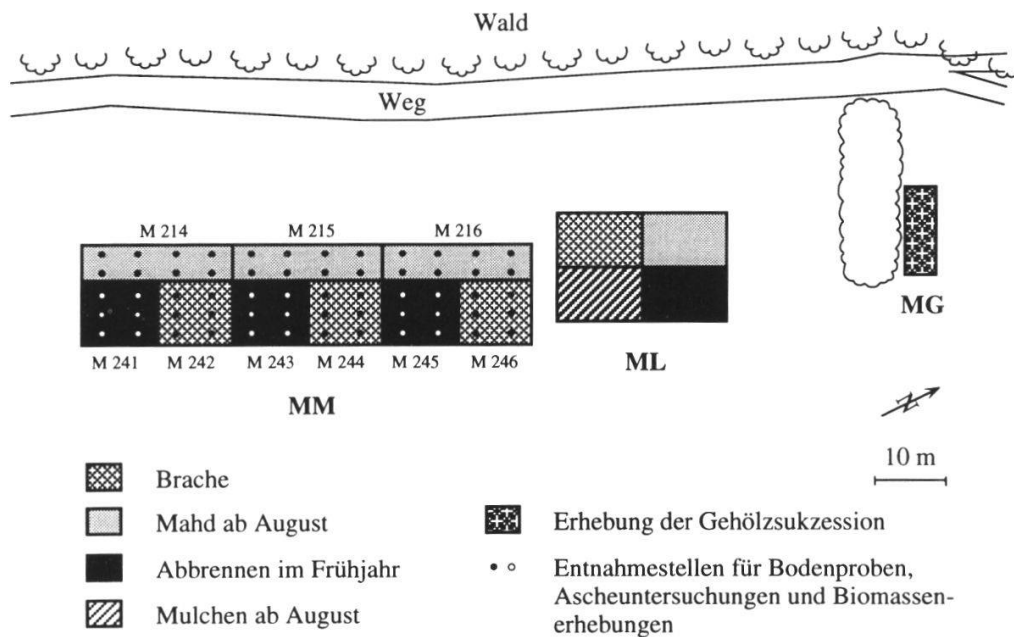 Wald
Weg
M 214 M 215 M 216
M 241 M 242 M 243 M 244 M 245 M 246
MM
ML
MG
N
10 m
Brache
Mahd ab August
Abbrennen im Frühjahr
Mulchen ab August
Erhebung der Gehölzsukzession
Entnahmestellen für Bodenproben,
Ascheuntersuchungen und Biomassen-
erhebungen